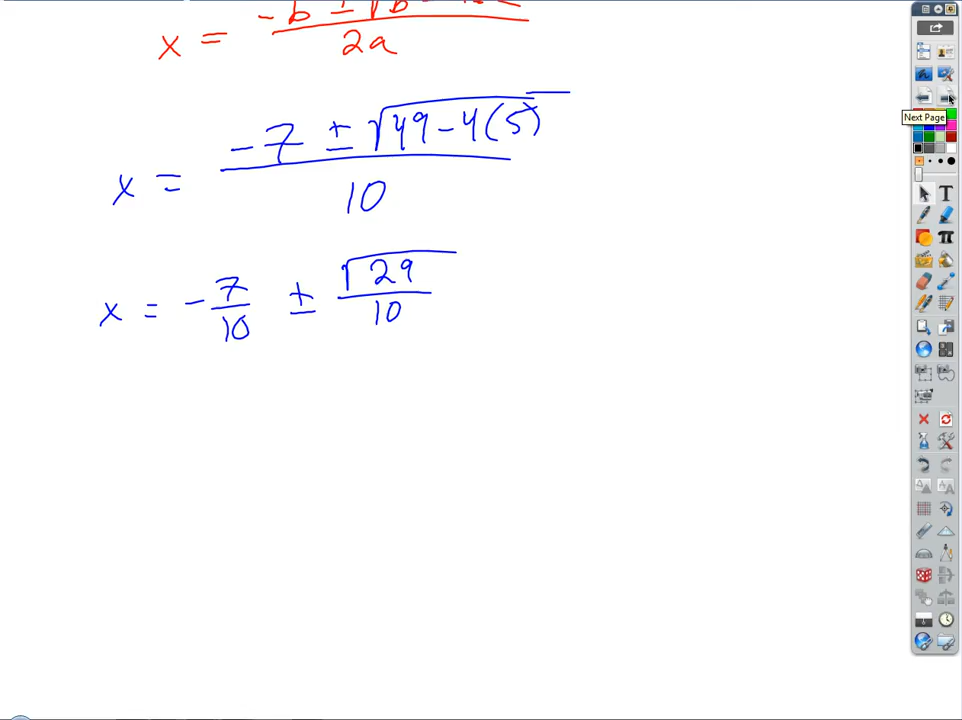 x = -b ± √b
2a
x = -7 ± √49 - 4(5)
10
x = -7/10 ± √29/10
Next Page
T
π